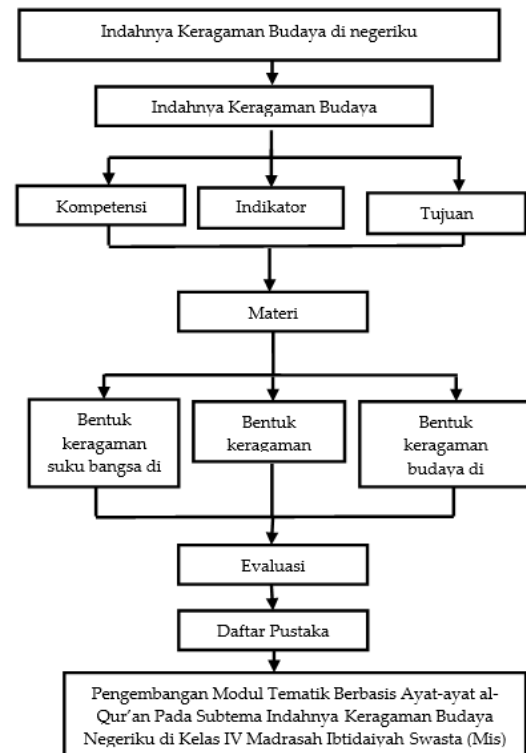 Indahnya Keragaman Budaya di negeriku
Indahnya Keragaman Budaya
Kompetensi
Indikator
Tujuan
Materi
Bentuk
keragaman
suku bangsa di
Bentuk
keragaman
Bentuk
keragaman
budaya di
Evaluasi
Daftar Pustaka
Pengembangan Modul Tematik Berbasis Ayat-ayat al-
Qur'an Pada Subtema Indahnya Keragaman Budaya
Negeriku di Kelas IV Madrasah Ibtidaiyah Swasta (Mis)